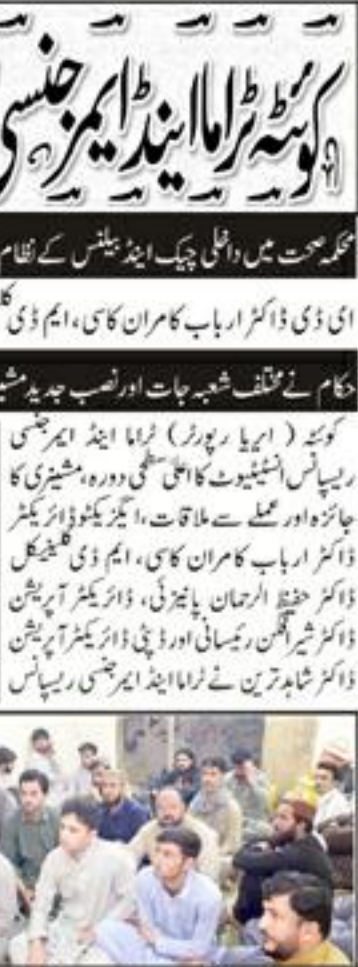 کوئٹہ ٹراما اینڈ ایمرجنسی
محکمہ صحت میں داخلی چیک اینڈ بیلنس کے نظام
ای ڈی ڈاکٹر ارباب کامران کاسی، ایم ڈی
حکام نے مختلف شعبہ جات اور نصب جدید
کوئٹہ ( ایریا رپورٹر ) ٹراما اینڈ ایمرجنسی
ریسپانس انسٹیٹیوٹ کا اعلیٰ سطحی دورہ، مشینری کا
جائزہ اور عملے سے ملاقات، ایگزیکٹو ڈائریکٹر
ڈاکٹر ارباب کامران کاسی، ایم ڈی کلینیکل
ڈاکٹر حفیظ الرحمان پانیزئی، ڈائریکٹر آپریشن
ڈاکٹر شیر افگن رئیسانی اور ڈپٹی ڈائریکٹر آپریشن
ڈاکٹر شاہد ترین نے ٹراما اینڈ ایمرجنسی ریسپانس